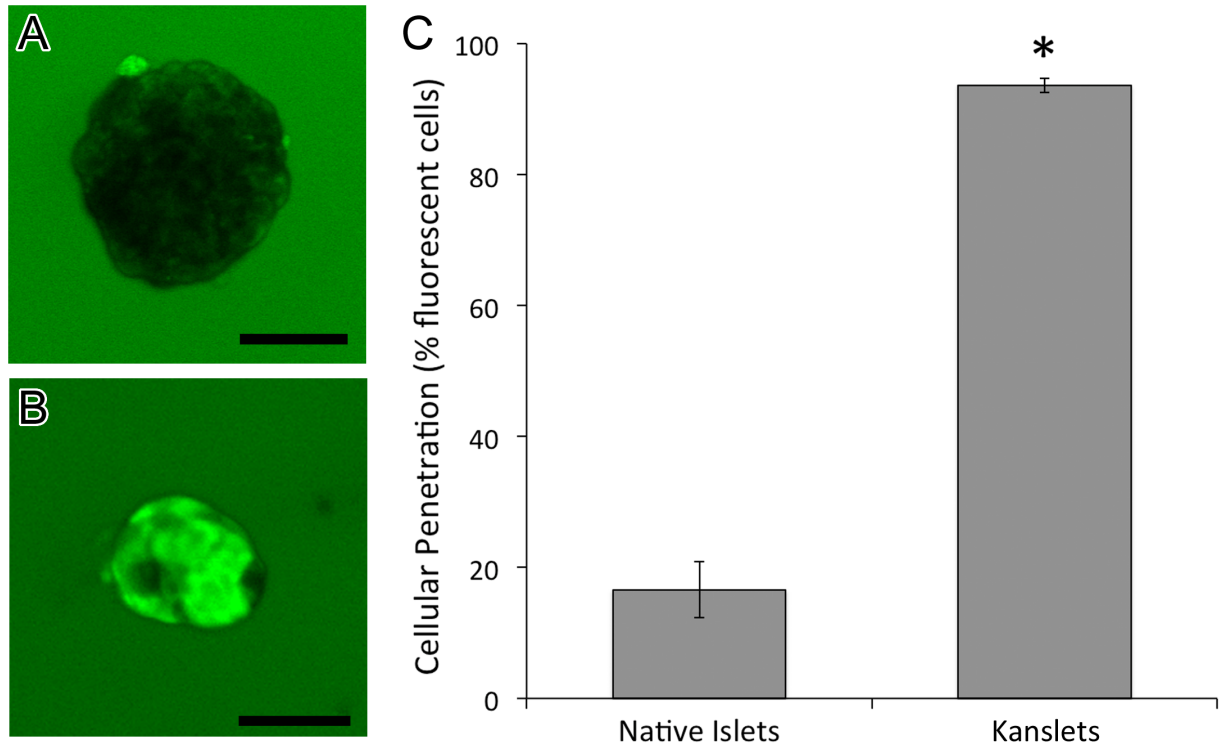 A
B
C
Cellular Penetration (% fluorescent cells)
100
80
60
40
20
0
*
Native Islets
Kanslets